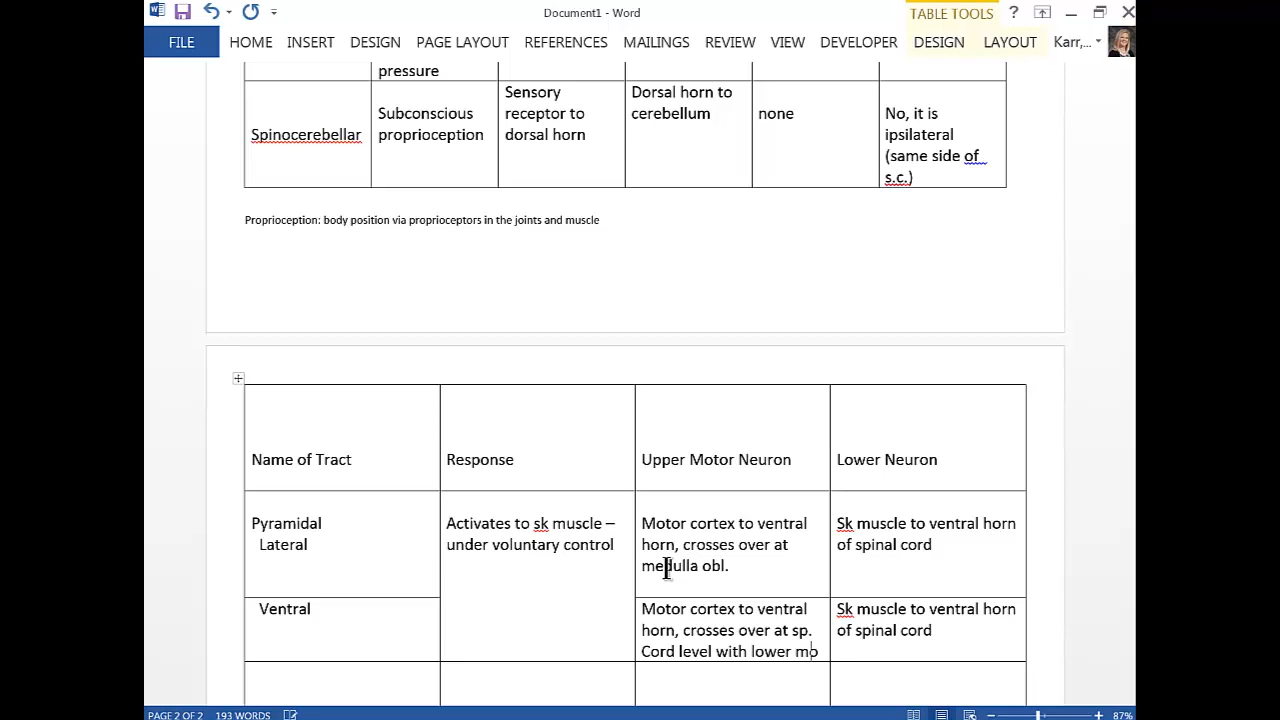 Document1 - Word
TABLE TOOLS
?
FILE
HOME
INSERT
DESIGN
PAGE LAYOUT
REFERENCES
MAILINGS
REVIEW
VIEW
DEVELOPER
DESIGN
LAYOUT
Karr,...
pressure
Spinocerebellar
Subconscious
proprioception
Sensory
receptor to
dorsal horn
Dorsal horn to
cerebellum
none
No, it is
ipsilateral
(same side of
s.c.)
Proprioception: body position via proprioceptors in the joints and muscle
Name of Tract
Response
Upper Motor Neuron
Lower Neuron
Pyramidal
Lateral
Activates to sk muscle –
under voluntary control
Motor cortex to ventral
horn, crosses over at
medulla obl.
Sk muscle to ventral horn
of spinal cord
Ventral
Motor cortex to ventral
horn, crosses over at sp.
Cord level with lower mo
Sk muscle to ventral horn
of spinal cord
PAGE 2 OF 2
193 WORDS
87%